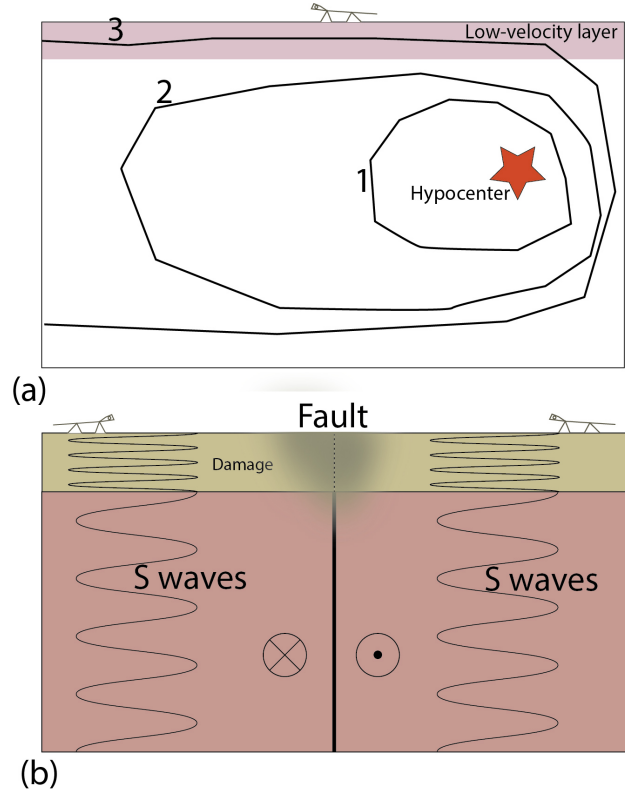 3
Low-velocity layer
2
1
Hypocenter
(a)
Fault
Damage
S waves
S waves
(b)